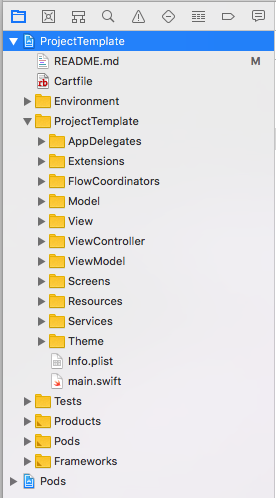 ProjectTemplate
README.md M
Cartfile
Environment
ProjectTemplate
AppDelegates
Extensions
FlowCoordinators
Model
View
ViewController
ViewModel
Screens
Resources
Services
Theme
Info.plist
main.swift
Tests
Products
Pods
Frameworks
Pods